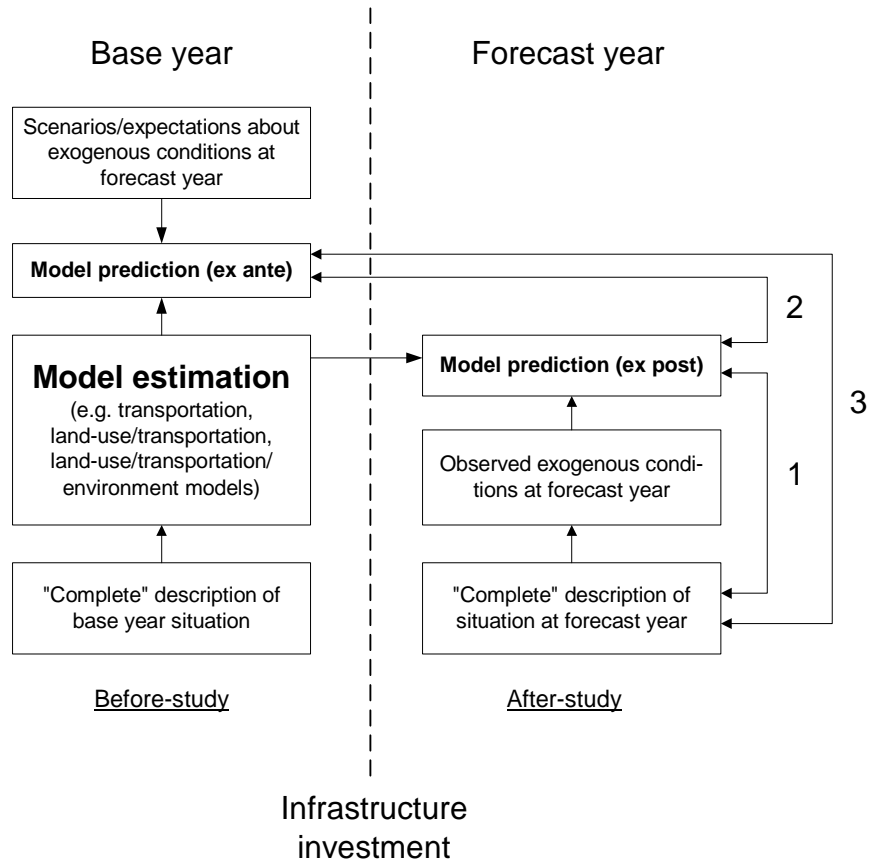 Base year
Forecast year
Scenarios/expectations about
exogenous conditions at
forecast year
Model prediction (ex ante)
2
Model estimation
(e.g. transportation,
land-use/transportation,
land-use/transportation/
environment models)
Model prediction (ex post)
3
Observed exogenous condi-
tions at forecast year
1
"Complete" description of
base year situation
"Complete" description of
situation at forecast year
Before-study
After-study
Infrastructure
investment